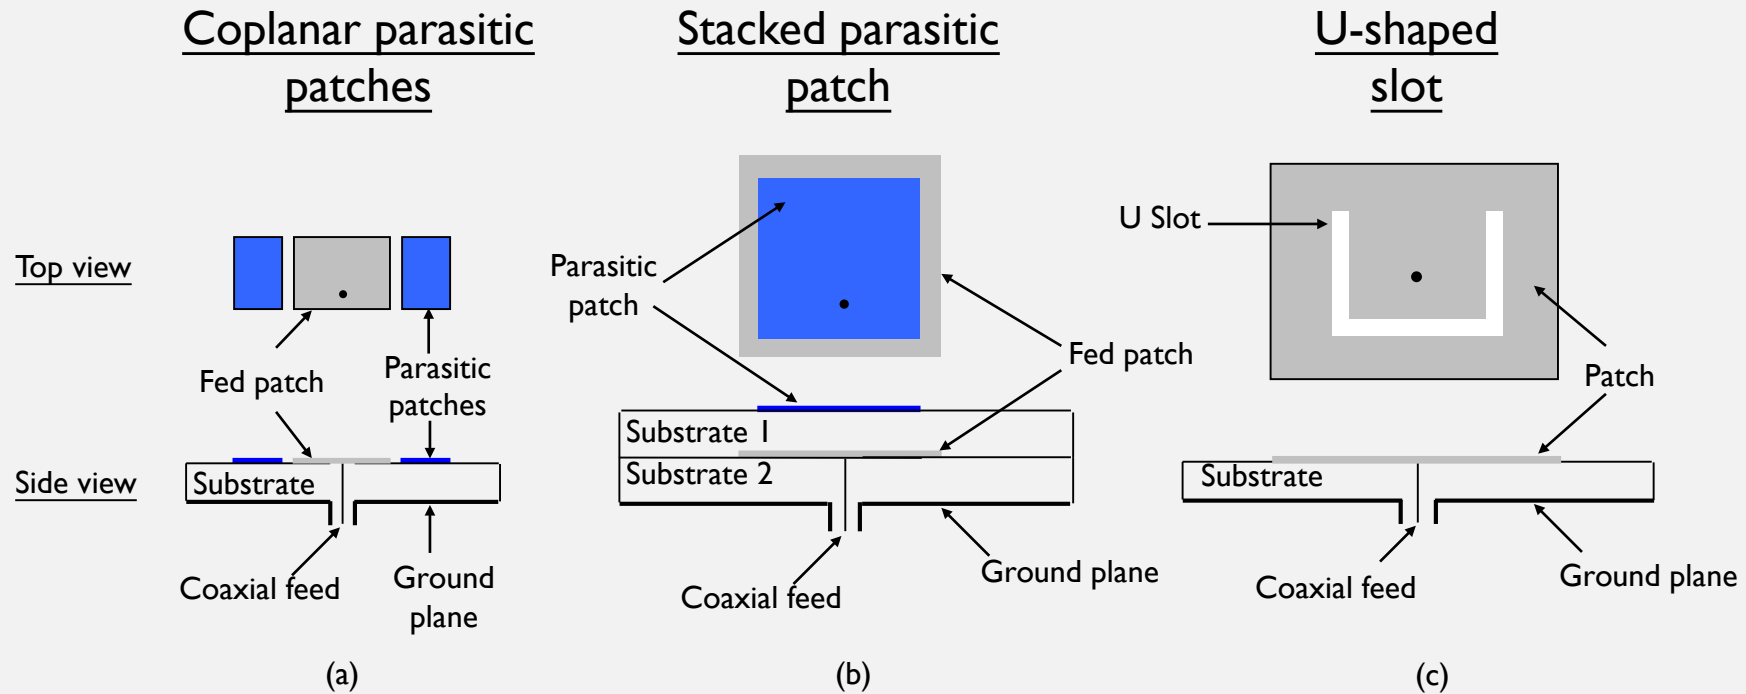 Coplanar parasitic
patches
Stacked parasitic
patch
U-shaped
slot
Top view
Side view
Fed patch
Parasitic
patches
Substrate
Coaxial feed
Ground
plane
(a)
Parasitic
patch
Fed patch
Substrate 1
Substrate 2
Coaxial feed
Ground plane
(b)
U Slot
Patch
Substrate
Coaxial feed
Ground plane
(c)